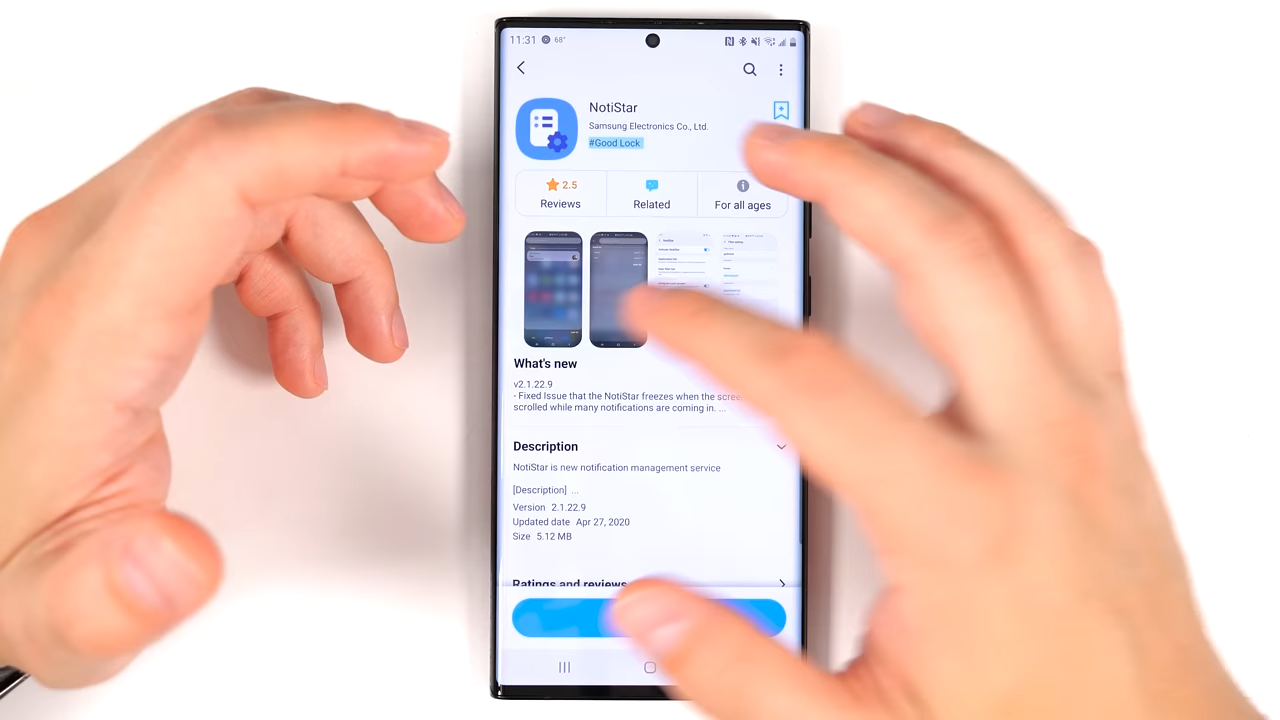 11:31 68°
NotiStar
Samsung Electronics Co., Ltd.
#Good Lock
2.5
Reviews
Related
For all ages
What's new
v2.1.22.9
- Fixed Issue that the NotiStar freezes when the
scrolled while many notifications are coming in. ...
Description
NotiStar is new notification management service
[Description] ...
Version 2.1.22.9
Updated date Apr 27, 2020
Size 5.12 MB
Ratings and reviews